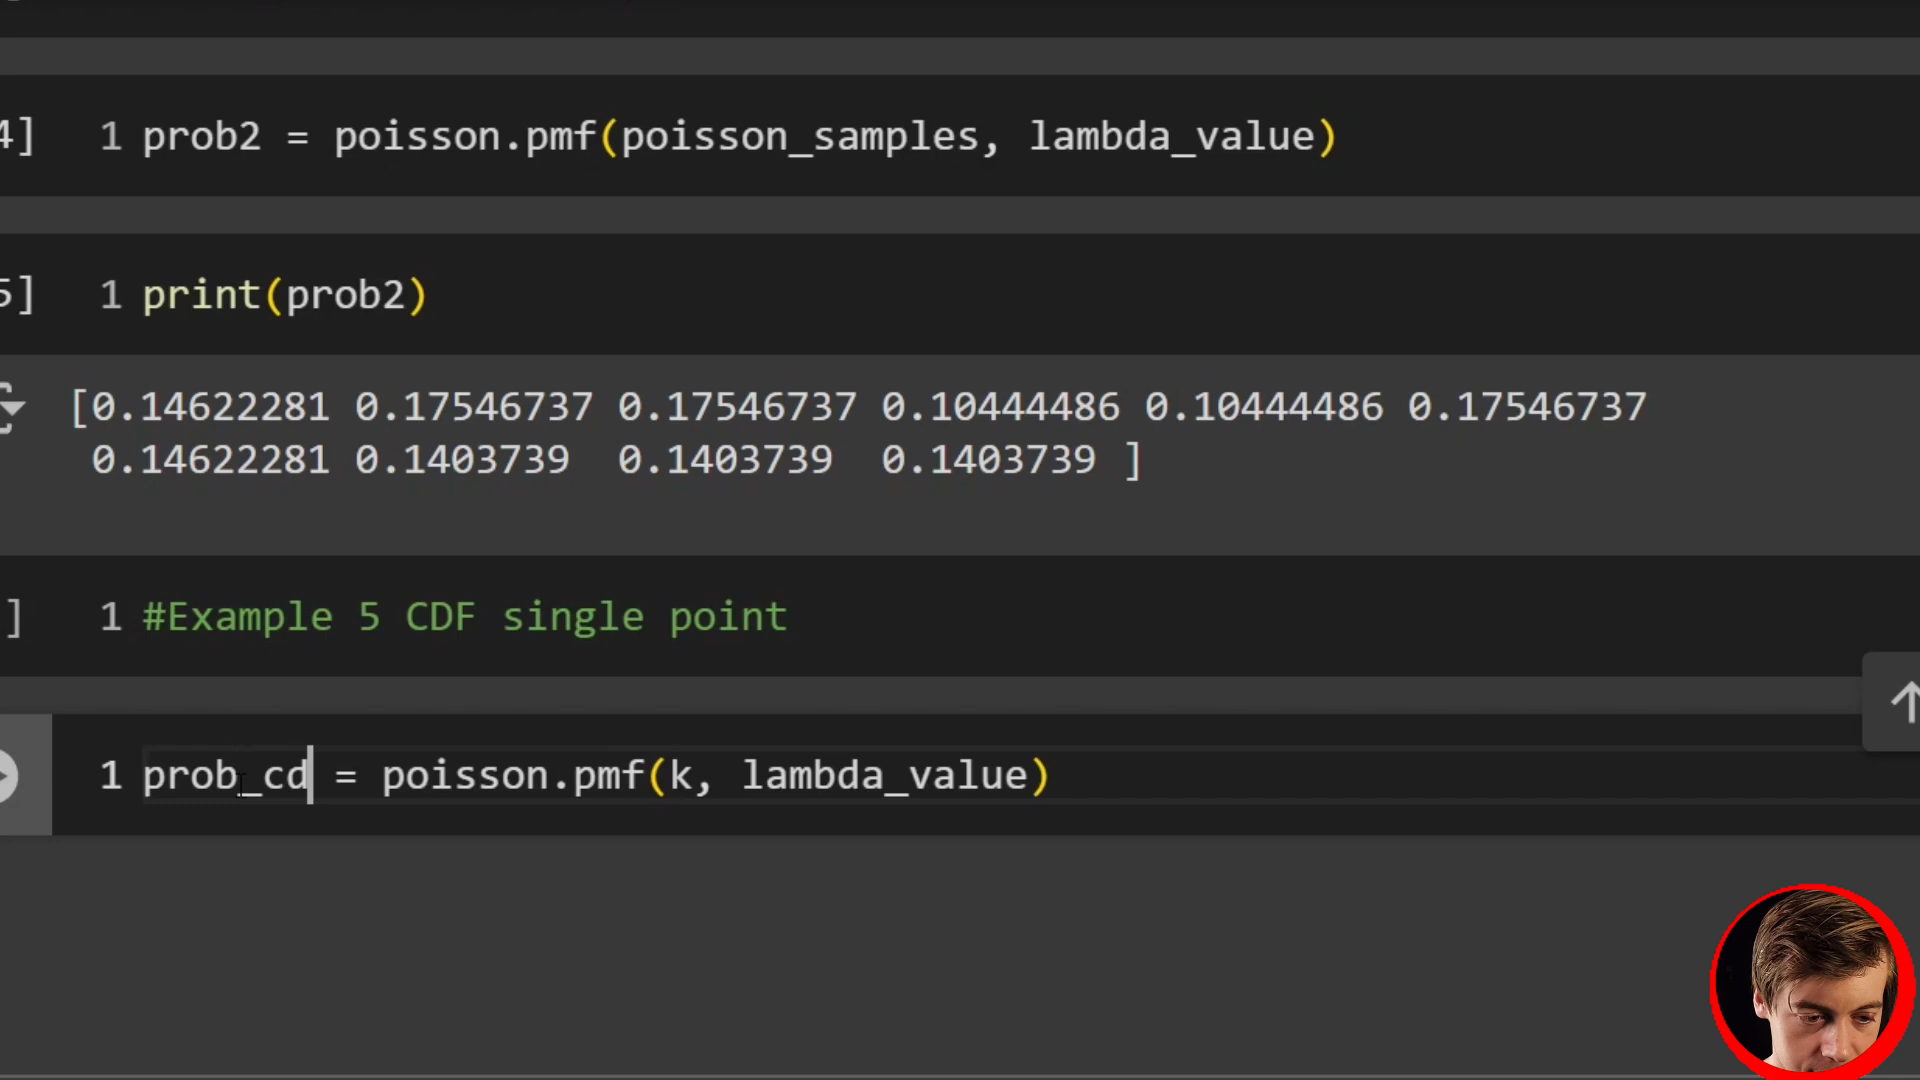 4] 1 prob2 = poisson.pmf(poisson_samples, lambda_value)
5] 1 print(prob2)
[0.14622281 0.17546737 0.17546737 0.10444486 0.10444486 0.17546737
0.14622281 0.1403739 0.1403739 0.1403739 ]
] 1 #Example 5 CDF single point
1 prob_cd = poisson.pmf(k, lambda_value)